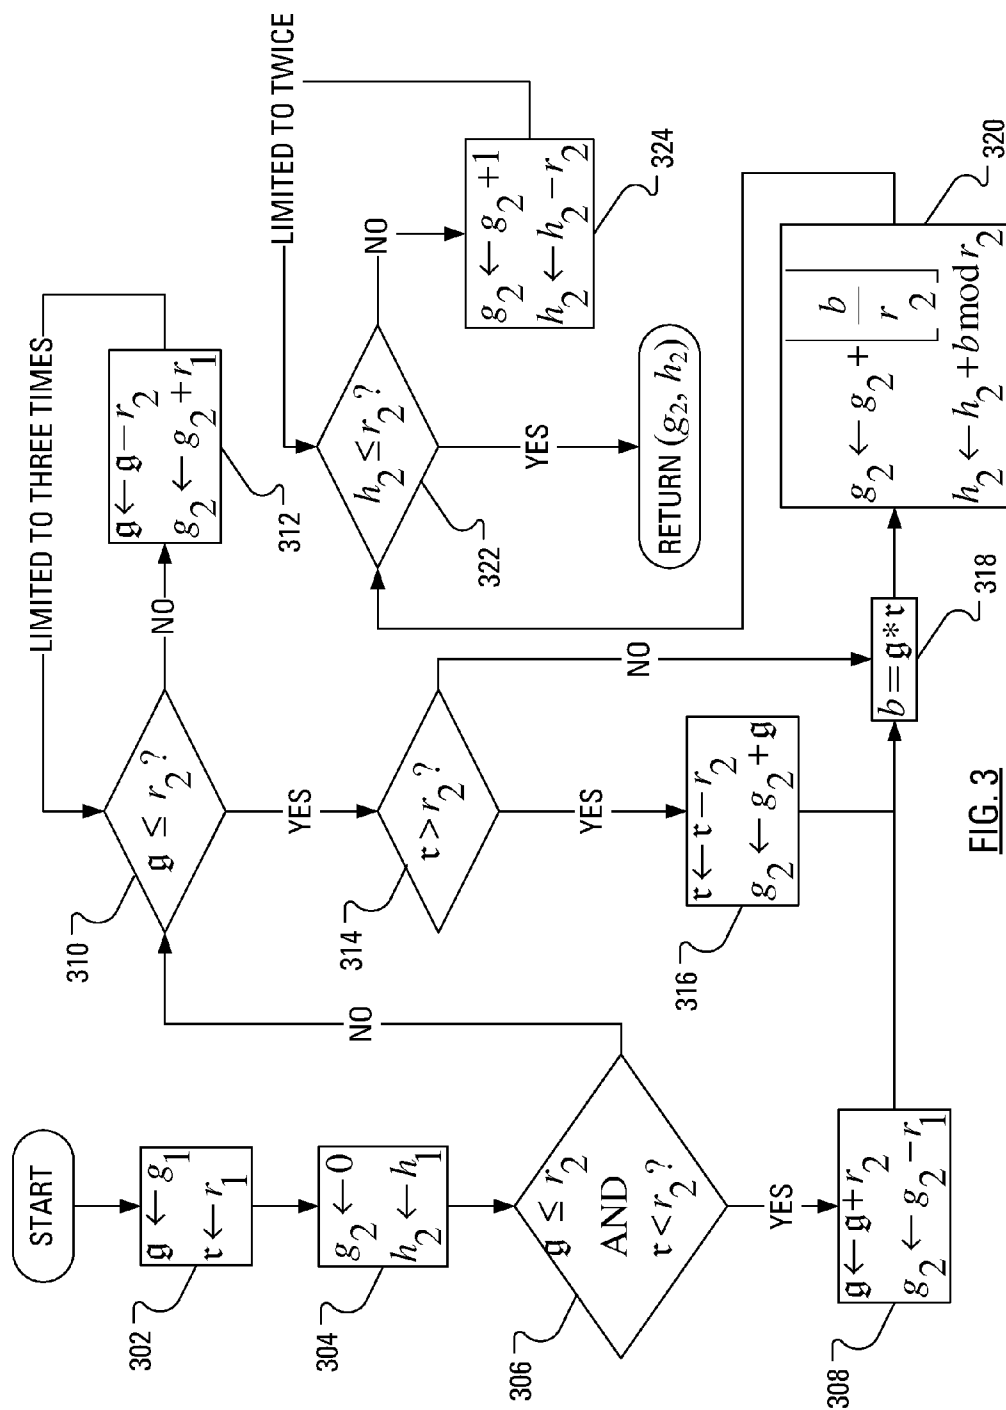 START
𝔤 ← g₁
𝔯 ← r₁
302
g₂ ← 0
h₂ ← h₁
304
𝔤 ≤ r₂
AND
𝔯 < r₂?
306
YES
NO
𝔤 ← 𝔤 + r₂
g₂ ← g₂ − r₁
308
𝔤 ≤ r₂?
310
NO
YES
LIMITED TO THREE TIMES
𝔤 ← 𝔤 − r₂
g₂ ← g₂ + r₁
312
𝔯 > r₂?
314
NO
YES
𝔯 ← 𝔯 − r₂
g₂ ← g₂ + 𝔤
316
b = 𝔤 * 𝔯
318
g₂ ← g₂ + ⌊b/r₂⌋
h₂ ← h₂ + b mod r₂
320
h₂ ≤ r₂?
322
NO
YES
LIMITED TO TWICE
g₂ ← g₂ + 1
h₂ ← h₂ − r₂
324
RETURN (g₂, h₂)
FIG. 3